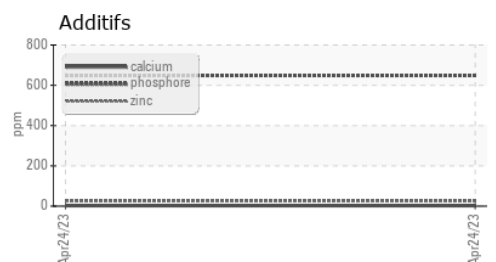 Additifs
800
600
400
200
0
ppm
calcium
phosphore
zinc
Apr24/23
Apr24/23